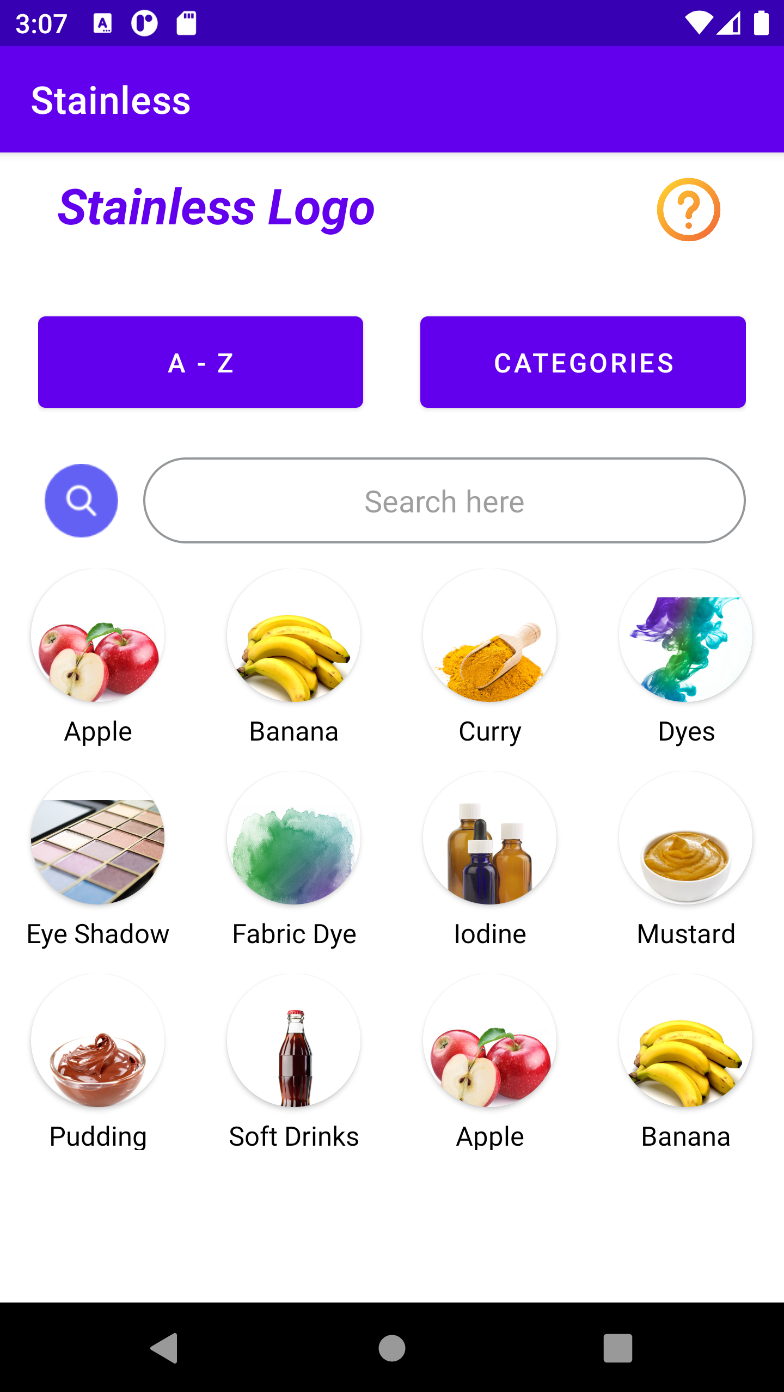 3:07
Stainless
Stainless Logo
A - Z
CATEGORIES
Search here
Apple
Banana
Curry
Dyes
Eye Shadow
Fabric Dye
Iodine
Mustard
Pudding
Soft Drinks
Apple
Banana